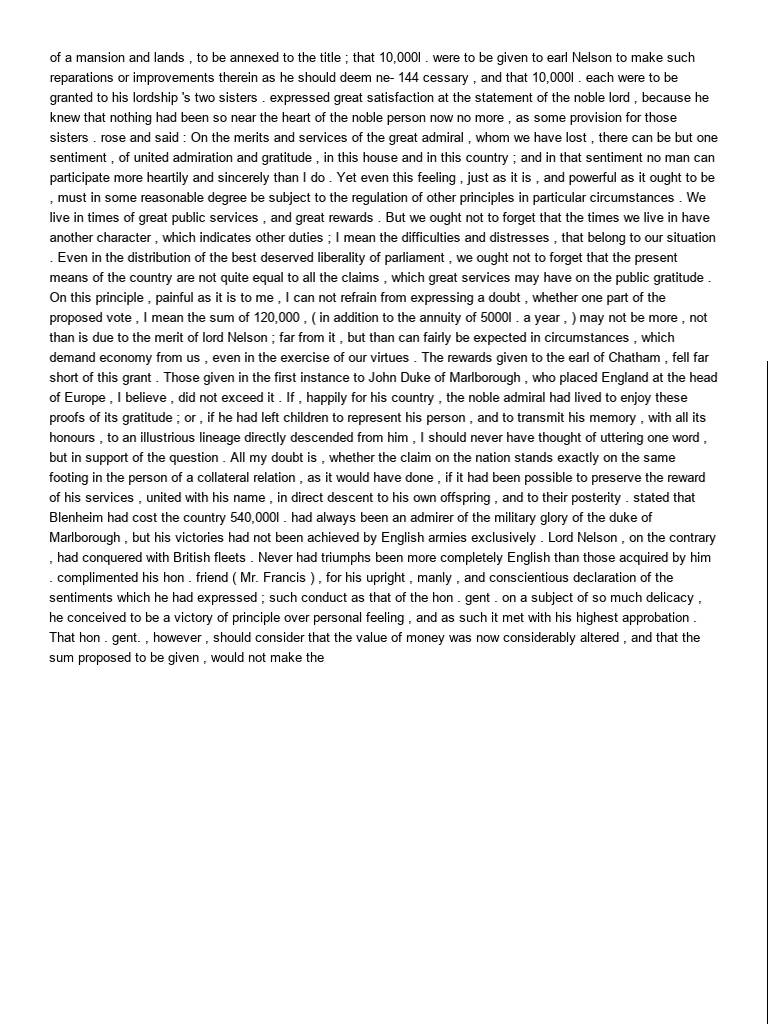 of a mansion and lands , to be annexed to the title ; that 10,000l . were to be given to earl Nelson to make such
reparations or improvements therein as he should deem ne- 144 cessary , and that 10,000l . each were to be
granted to his lordship 's two sisters . expressed great satisfaction at the statement of the noble lord , because he
knew that nothing had been so near the heart of the noble person now no more , as some provision for those
sisters . rose and said : On the merits and services of the great admiral , whom we have lost , there can be but one
sentiment , of united admiration and gratitude , in this house and in this country ; and in that sentiment no man can
participate more heartily and sincerely than I do . Yet even this feeling , just as it is , and powerful as it ought to be
, must in some reasonable degree be subject to the regulation of other principles in particular circumstances . We
live in times of great public services , and great rewards . But we ought not to forget that the times we live in have
another character , which indicates other duties ; I mean the difficulties and distresses , that belong to our situation
. Even in the distribution of the best deserved liberality of parliament , we ought not to forget that the present
means of the country are not quite equal to all the claims , which great services may have on the public gratitude .
On this principle , painful as it is to me , I can not refrain from expressing a doubt , whether one part of the
proposed vote , I mean the sum of 120,000 , ( in addition to the annuity of 5000l . a year , ) may not be more , not
than is due to the merit of lord Nelson ; far from it , but than can fairly be expected in circumstances , which
demand economy from us , even in the exercise of our virtues . The rewards given to the earl of Chatham , fell far
short of this grant . Those given in the first instance to John Duke of Marlborough , who placed England at the head
of Europe , I believe , did not exceed it . If , happily for his country , the noble admiral had lived to enjoy these
proofs of its gratitude ; or , if he had left children to represent his person , and to transmit his memory , with all its
honours , to an illustrious lineage directly descended from him , I should never have thought of uttering one word ,
but in support of the question . All my doubt is , whether the claim on the nation stands exactly on the same
footing in the person of a collateral relation , as it would have done , if it had been possible to preserve the reward
of his services , united with his name , in direct descent to his own offspring , and to their posterity . stated that
Blenheim had cost the country 540,000l . had always been an admirer of the military glory of the duke of
Marlborough , but his victories had not been achieved by English armies exclusively . Lord Nelson , on the contrary
, had conquered with British fleets . Never had triumphs been more completely English than those acquired by him
. complimented his hon . friend ( Mr. Francis ) , for his upright , manly , and conscientious declaration of the
sentiments which he had expressed ; such conduct as that of the hon . gent . on a subject of so much delicacy ,
he conceived to be a victory of principle over personal feeling , and as such it met with his highest approbation .
That hon . gent. , however , should consider that the value of money was now considerably altered , and that the
sum proposed to be given , would not make the